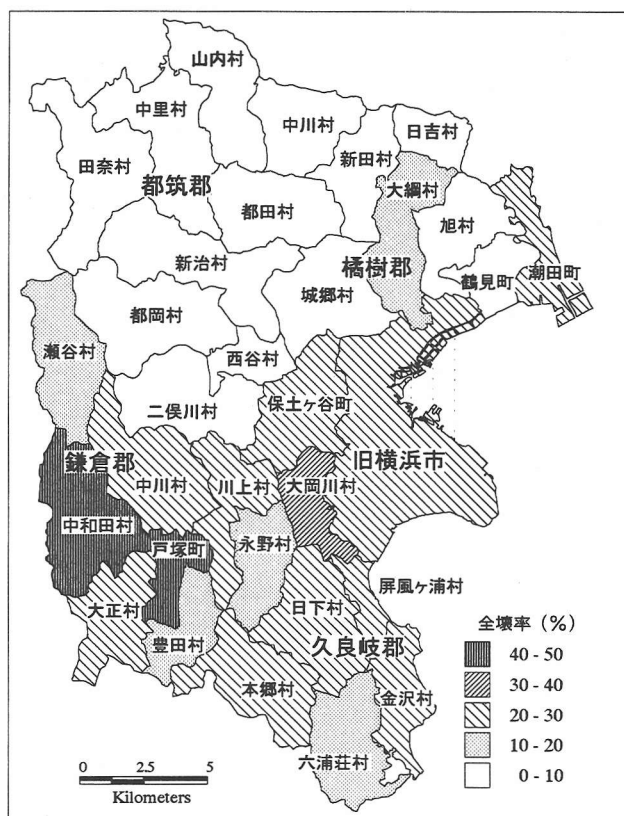 山内村
中里村
中川村
日吉村
田奈村
新田村
都筑郡
大綱村
都田村
旭村
新治村
橘樹郡
鶴見町
潮田町
城郷村
都岡村
瀬谷村
西谷村
二俣川村
保土ヶ谷町
鎌倉郡
旧横浜市
中川村
川上村
大岡川村
中和田村
戸塚町
永野村
屏風ヶ浦村
大正村
日下村
豊田村
久良岐郡
本郷村
金沢村
六浦荘村
全壊率（%）
40 - 50
30 - 40
20 - 30
10 - 20
0 - 10
0 2.5 5
Kilometers